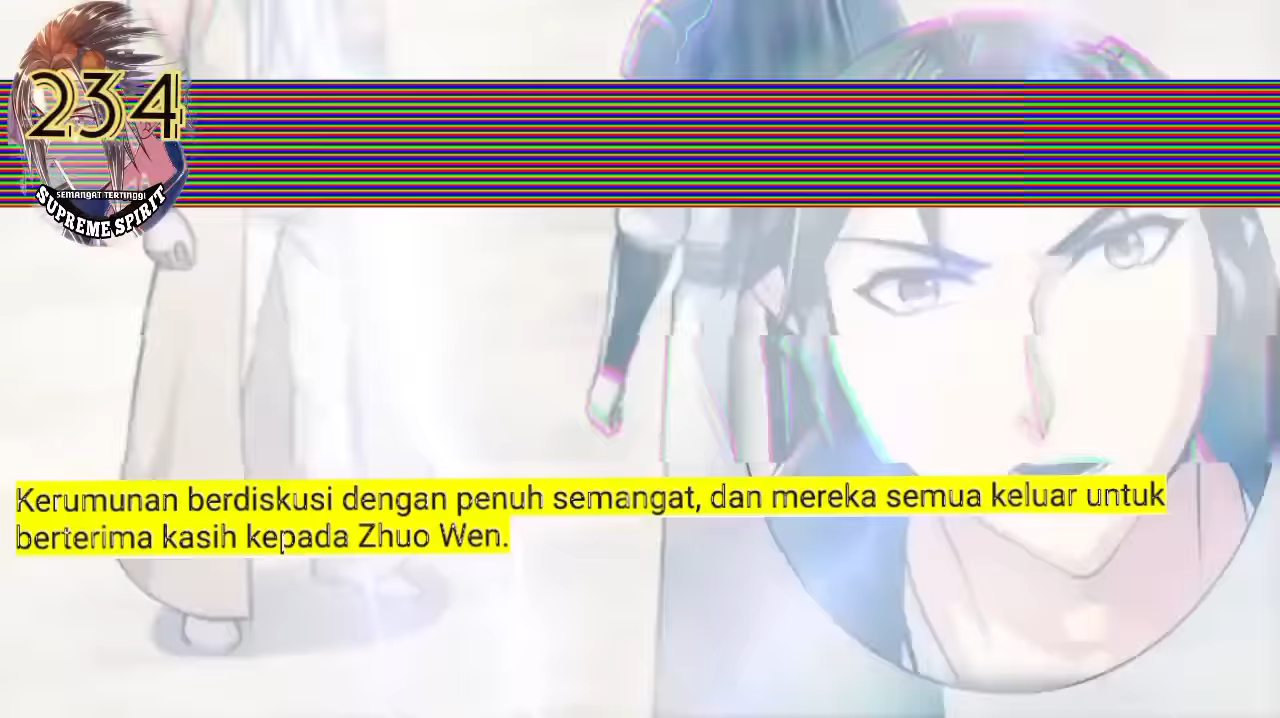 234
SEMANGAT TERTINGGI
SUPREME SPIRIT
Kerumunan berdiskusi dengan penuh semangat, dan mereka semua keluar untuk
berterima kasih kepada Zhuo Wen.